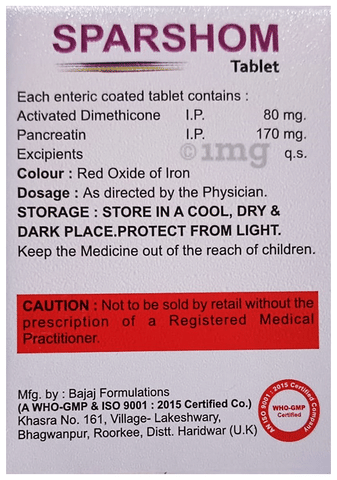 SPARSHOM
Tablet
Each enteric coated tablet contains :
Activated Dimethicone I.P. 80 mg.
Pancreatin I.P. 170 mg.
Excipients q.s.
1mg
Colour : Red Oxide of Iron
Dosage : As directed by the Physician.
STORAGE : STORE IN A COOL, DRY &
DARK PLACE.PROTECT FROM LIGHT.
Keep the Medicine out of the reach of children.
CAUTION : Not to be sold by retail without the
prescription of a Registered Medical
Practitioner.
Mfg. by : Bajaj Formulations
(A WHO-GMP & ISO 9001 : 2015 Certified Co.)
Khasra No. 161, Village- Lakeshwary,
Bhagwanpur, Roorkee, Distt. Haridwar (U.K)
AN ISO 9001 : 2015 Certified Company
WHO-GMP
Certified